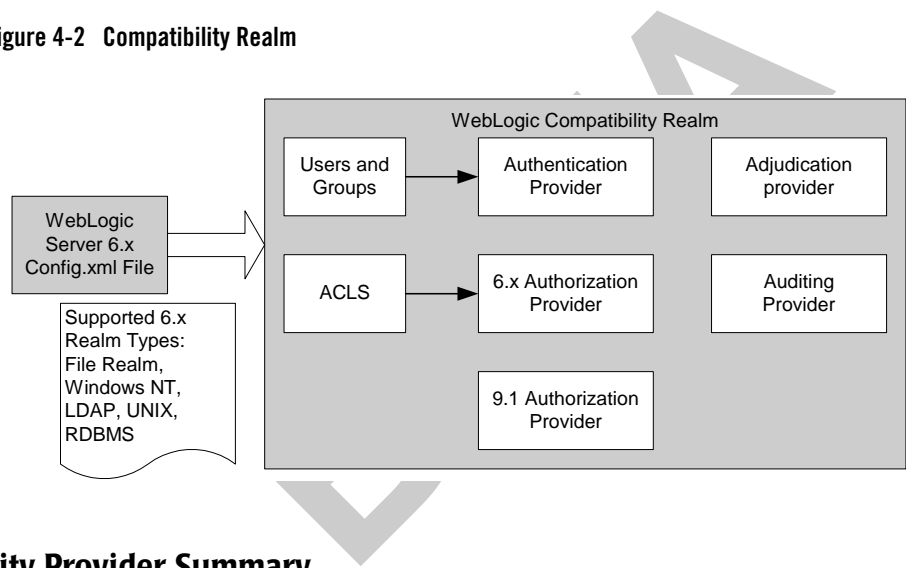 igure 4-2 Compatibility Realm
WebLogic Compatibility Realm
Users and
Groups
Authentication
Provider
Adjudication
provider
WebLogic
Server 6.x
Config.xml File
ACLS
6.x Authorization
Provider
Auditing
Provider
Supported 6.x
Realm Types:
File Realm,
Windows NT,
LDAP, UNIX,
RDBMS
9.1 Authorization
Provider
ity Provider Summary